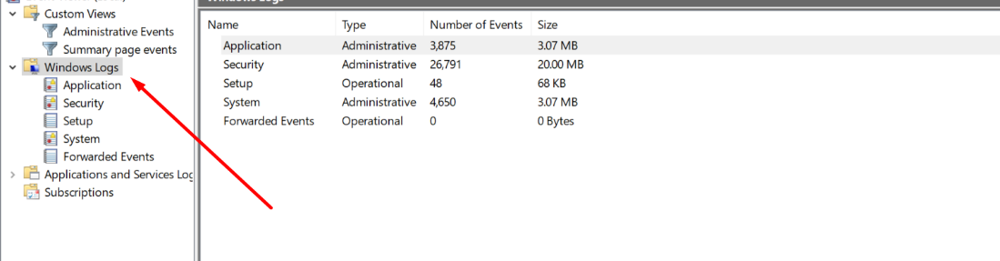 Custom Views
Administrative Events
Summary page events
Windows Logs
Application
Security
Setup
System
Forwarded Events
Applications and Services Log
Subscriptions
Name Type Number of Events Size
Application Administrative 3,875 3.07 MB
Security Administrative 26,791 20.00 MB
Setup Operational 48 68 KB
System Administrative 4,650 3.07 MB
Forwarded Events Operational 0 0 Bytes